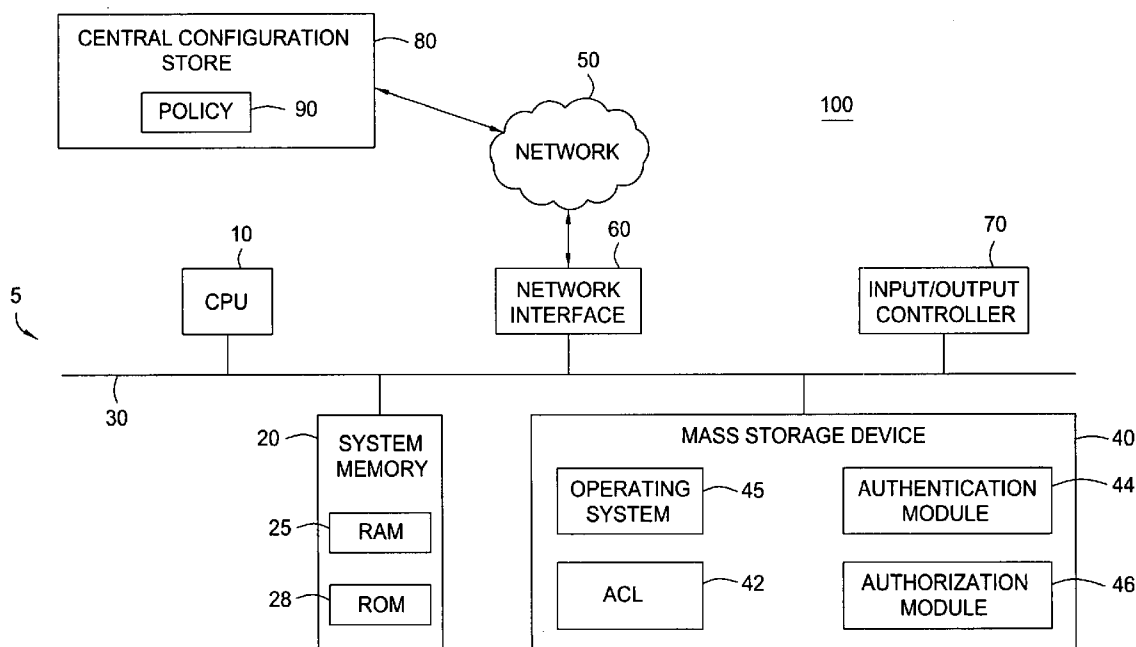 CENTRAL CONFIGURATION
STORE
80
POLICY
90
50
NETWORK
100
10
CPU
5
60
NETWORK
INTERFACE
70
INPUT/OUTPUT
CONTROLLER
30
20
SYSTEM
MEMORY
25
RAM
28
ROM
MASS STORAGE DEVICE
40
OPERATING
SYSTEM
45
AUTHENTICATION
MODULE
44
ACL
42
AUTHORIZATION
MODULE
46